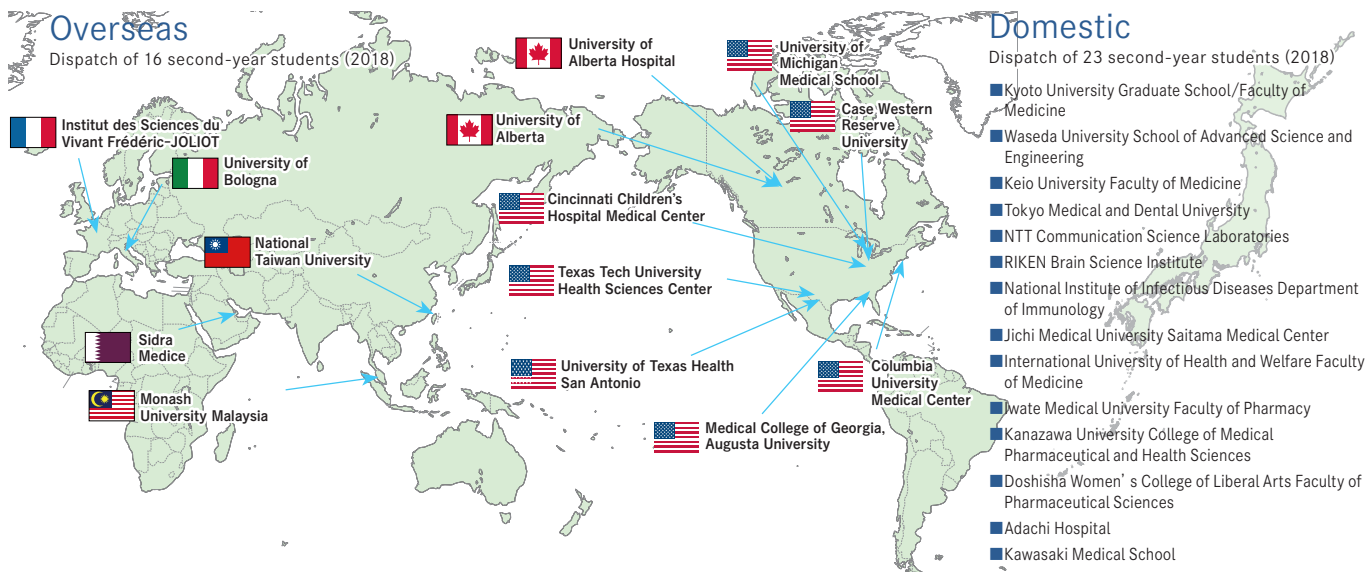 Overseas
Dispatch of 16 second-year students (2018)
Institut des Sciences du
Vivant Frédéric-JOLIOT
University of
Bologna
National
Taiwan University
Sidra
Medice
Monash
University Malaysia
University of
Alberta Hospital
University of
Alberta
University of
Michigan
Medical School
Case Western
Reserve
University
Cincinnati Children's
Hospital Medical Center
Texas Tech University
Health Sciences Center
University of Texas Health
San Antonio
Columbia
University
Medical Center
Medical College of Georgia,
Augusta University
Domestic
Dispatch of 23 second-year students (2018)
■Kyoto University Graduate School/Faculty of
Medicine
■Waseda University School of Advanced Science and
Engineering
■Keio University Faculty of Medicine
■Tokyo Medical and Dental University
■NTT Communication Science Laboratories
■RIKEN Brain Science Institute
■National Institute of Infectious Diseases Department
of Immunology
■Jichi Medical University Saitama Medical Center
■International University of Health and Welfare Faculty
of Medicine
■Iwate Medical University Faculty of Pharmacy
■Kanazawa University College of Medical
Pharmaceutical and Health Sciences
■Doshisha Women's College of Liberal Arts Faculty of
Pharmaceutical Sciences
■Adachi Hospital
■Kawasaki Medical School